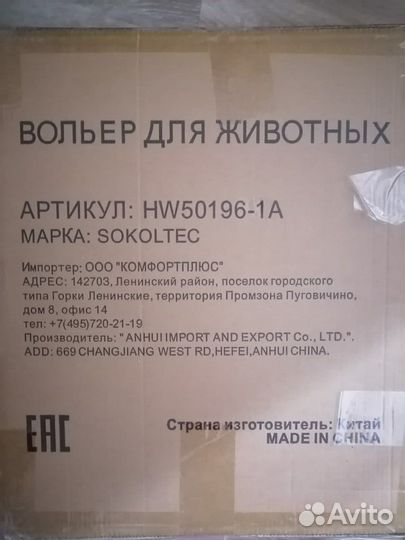 ВОЛЬЕР ДЛЯ ЖИВОТНЫХ
АРТИКУЛ: HW50196-1A
МАРКА: SOKOLTEC
Импортер: ООО "КОМФОРТПЛЮС"
АДРЕС: 142703, Ленинский район, поселок городского
типа Горки Ленинские, территория Промзона Пуговичино,
дом 8, офис 14
тел: +7(495)720-21-19
Производитель: "ANHUI IMPORT AND EXPORT Co., LTD.".
ADD: 669 CHANGJIANG WEST RD,HEFEI,ANHUI CHINA.
EAC
Страна изготовитель: Китай
MADE IN CHINA
Avito